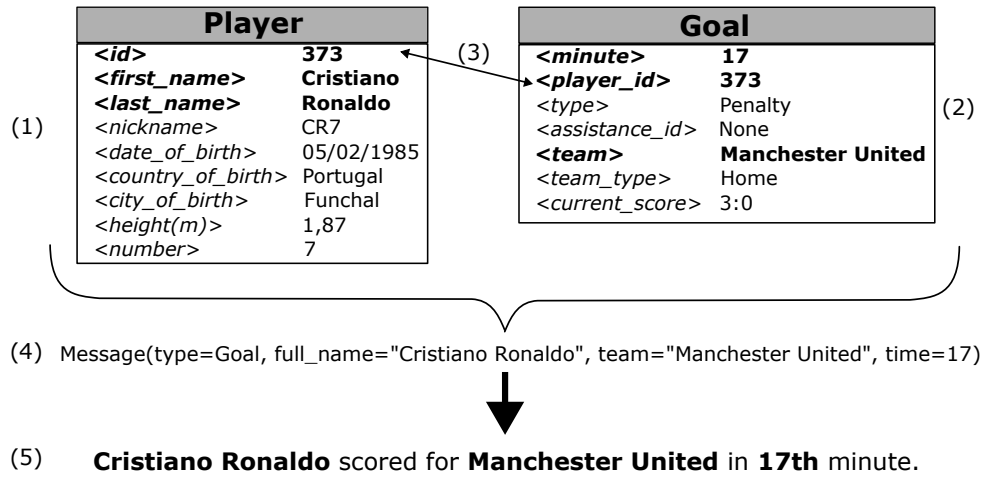 Player
<id> 373
<first_name> Cristiano
<last_name> Ronaldo
<nickname> CR7
<date_of_birth> 05/02/1985
<country_of_birth> Portugal
<city_of_birth> Funchal
<height(m)> 1,87
<number> 7
(1)
(3)
Goal
<minute> 17
<player_id> 373
<type> Penalty
<assistance_id> None
<team> Manchester United
<team_type> Home
<current_score> 3:0
(2)
(4) Message(type=Goal, full_name="Cristiano Ronaldo", team="Manchester United", time=17)
(5) Cristiano Ronaldo scored for Manchester United in 17th minute.